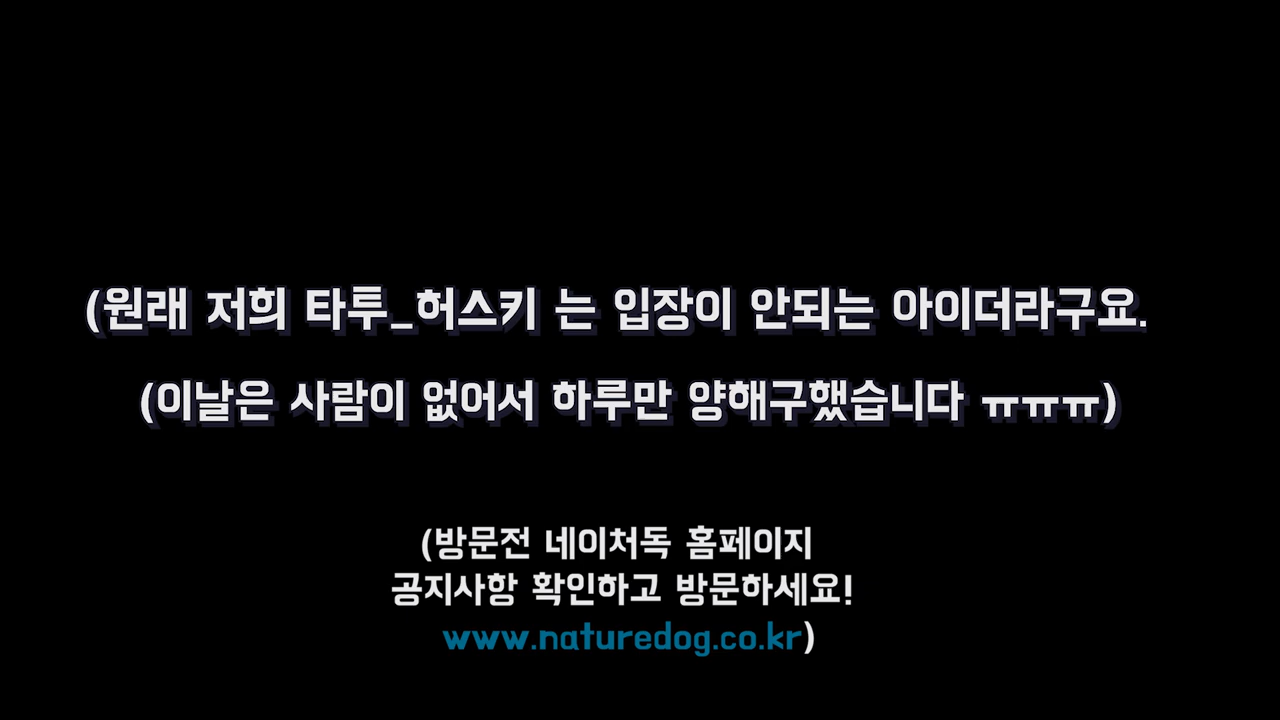 (원래 저희 타투_허스키 는 입장이 안되는 아이더라구요.
(이날은 사람이 없어서 하루만 양해구했습니다 ㅠㅠㅠ)
(방문전 네이처독 홈페이지
공지사항 확인하고 방문하세요!
www.naturedog.co.kr)